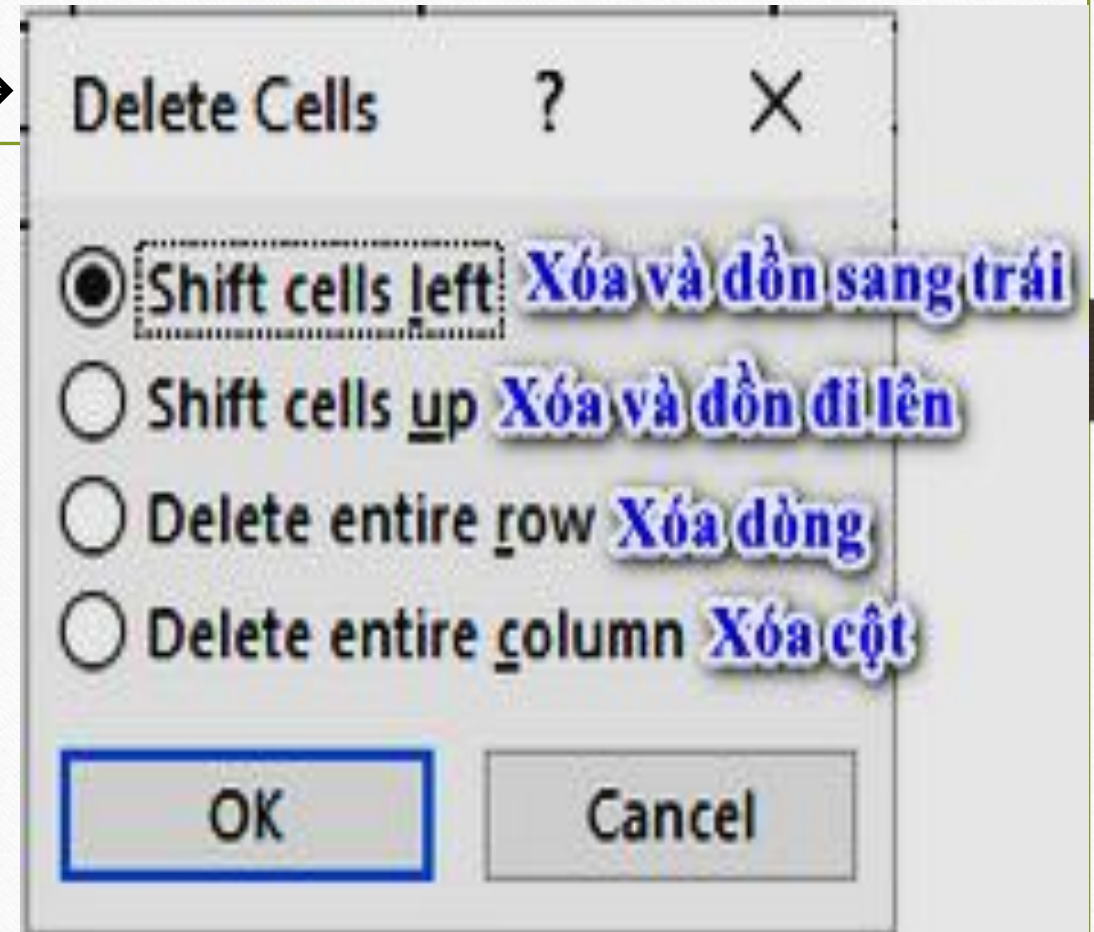 Delete Cells ? ×
Shift cells left Xóa và dồn sang trái
Shift cells up Xóa và dồn đi lên
Delete entire row Xóa dòng
Delete entire column Xóa cột
OK Cancel